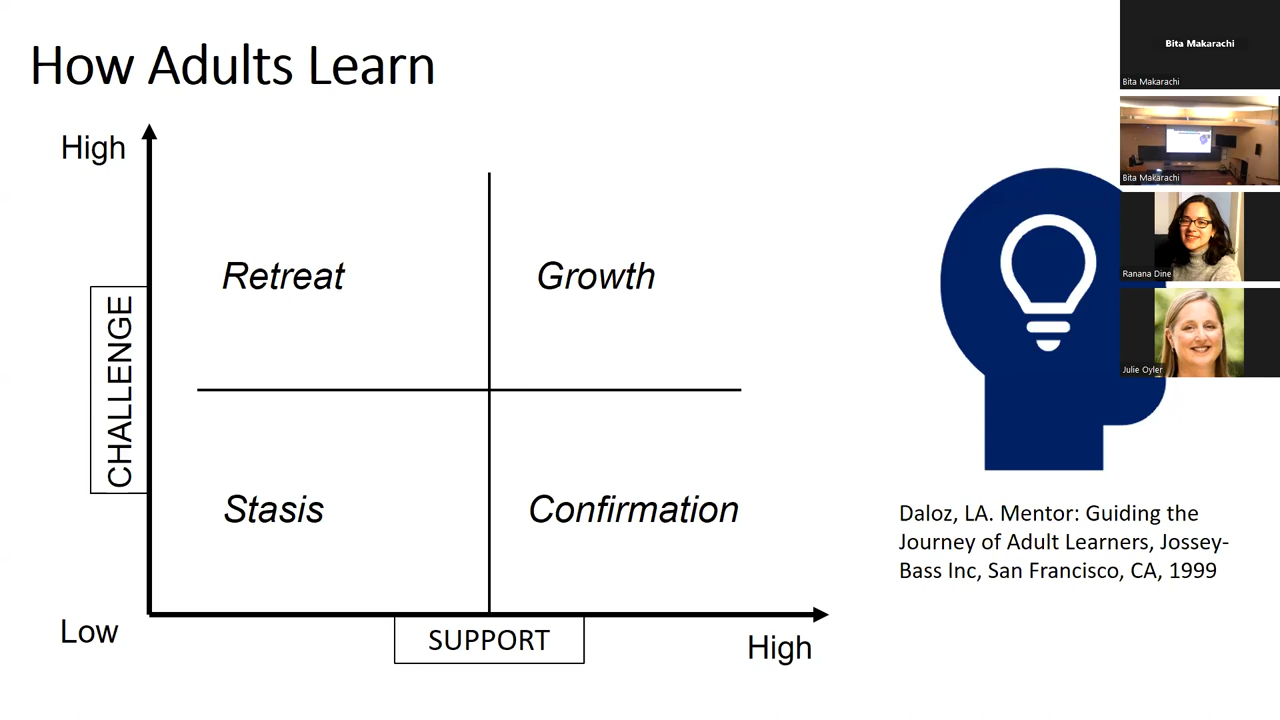 How Adults Learn
High
CHALLENGE
Retreat
Growth
Stasis
Confirmation
Low
SUPPORT
High
Daloz, LA. Mentor: Guiding the
Journey of Adult Learners, Jossey-
Bass Inc, San Francisco, CA, 1999
Bita Makarachi
Bita Makarachi
Bita Makarachi
Ranana Dine
Julie Oyler